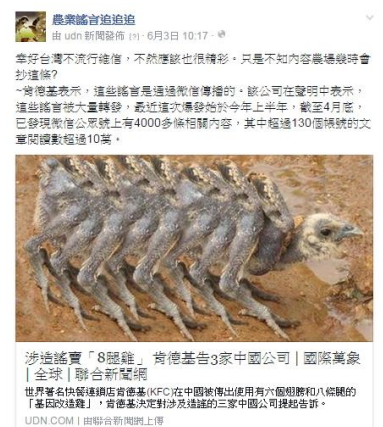 農業謠言追追追
由 udn 新聞發佈 [?] · 6月3日 10:17 ·
幸好台灣不流行維信，不然應該也很精彩。只是不知內容農場幾時會
抄這條?
~肯德基表示，這些謠言是通過微信傳播的。該公司在聲明中表示，
這些謠言被大量轉發，最近這次爆發始於今年上半年，截至4月底，
已發現微信公眾號上有4000多條相關內容，其中超過130個帳號的文
章閱讀數超過10萬。
涉造謠賣「8腿雞」 肯德基告3家中國公司 | 國際萬象
| 全球 | 聯合新聞網
世界著名快餐連鎖店肯德基(KFC)在中國被傳出使用有六個翅膀和八條腿的
「基因改造雞」，肯德基決定對涉及造謠的三家中國公司提起告訴。
UDN.COM | 由聯合新聞網上傳